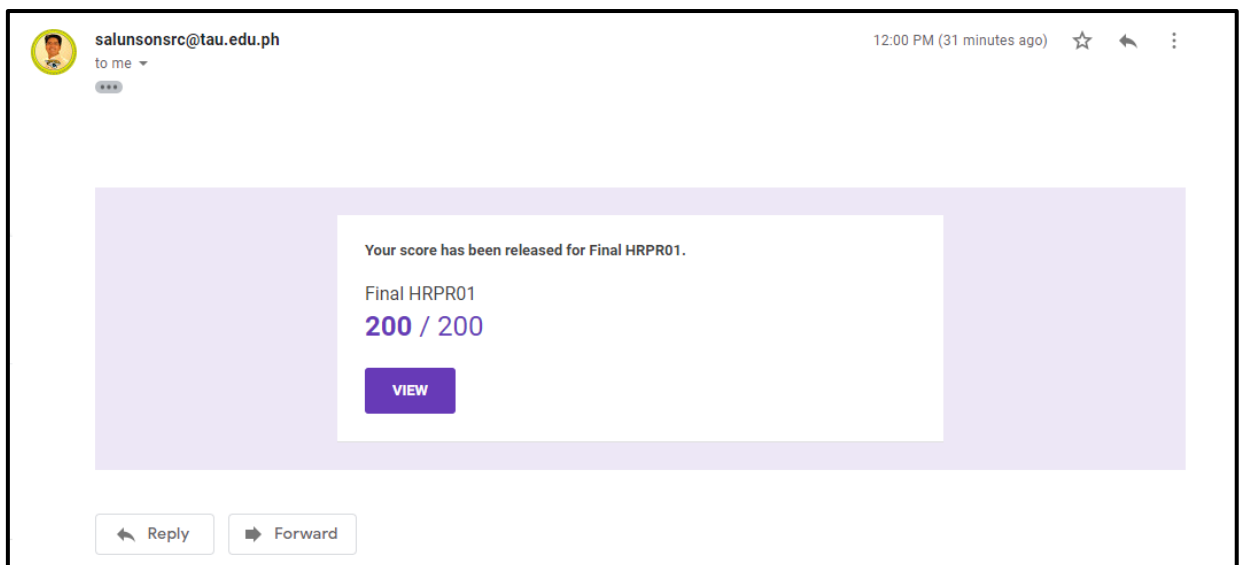 salunsonsrc@tau.edu.ph 12:00 PM (31 minutes ago)
to me
Your score has been released for Final HRPR01.
Final HRPR01
200 / 200
VIEW
Reply Forward